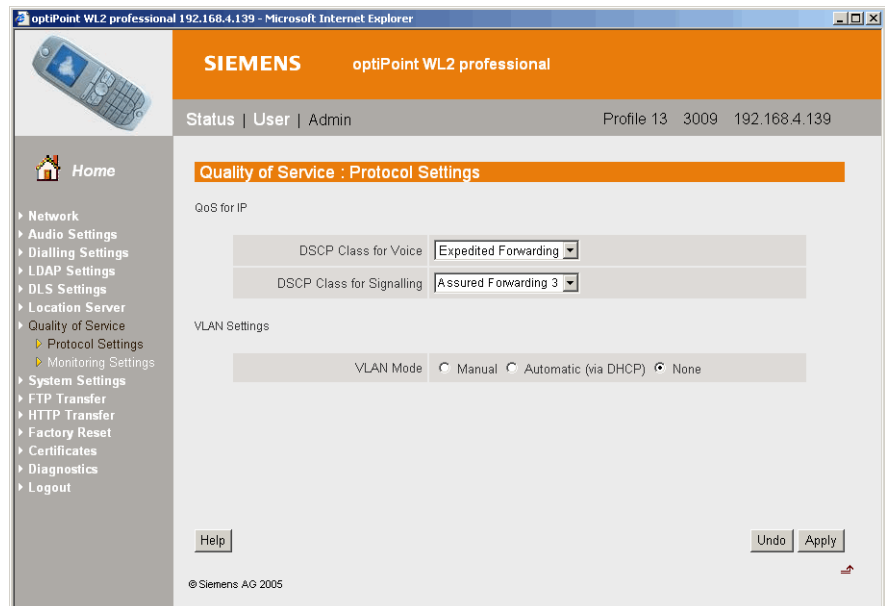 optiPoint WL2 professional 192.168.4.139 - Microsoft Internet Explorer
SIEMENS optiPoint WL2 professional
Status | User | Admin Profile 13 3009 192.168.4.139
Home
Network
Audio Settings
Dialling Settings
LDAP Settings
DLS Settings
Location Server
Quality of Service
Protocol Settings
Monitoring Settings
System Settings
FTP Transfer
HTTP Transfer
Factory Reset
Certificates
Diagnostics
Logout
Quality of Service : Protocol Settings
QoS for IP
DSCP Class for Voice Expedited Forwarding
DSCP Class for Signalling Assured Forwarding 3
VLAN Settings
VLAN Mode Manual Automatic (via DHCP) None
Help Undo Apply
© Siemens AG 2005